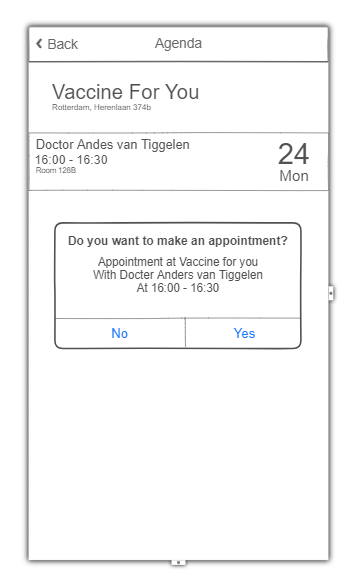 Back
Agenda
Vaccine For You
Rotterdam, Herenlaan 374b
Doctor Andes van Tiggelen
16:00 - 16:30
Room 128B
24
Mon
Do you want to make an appointment?
Appointment at Vaccine for you
With Docter Anders van Tiggelen
At 16:00 - 16:30
No
Yes